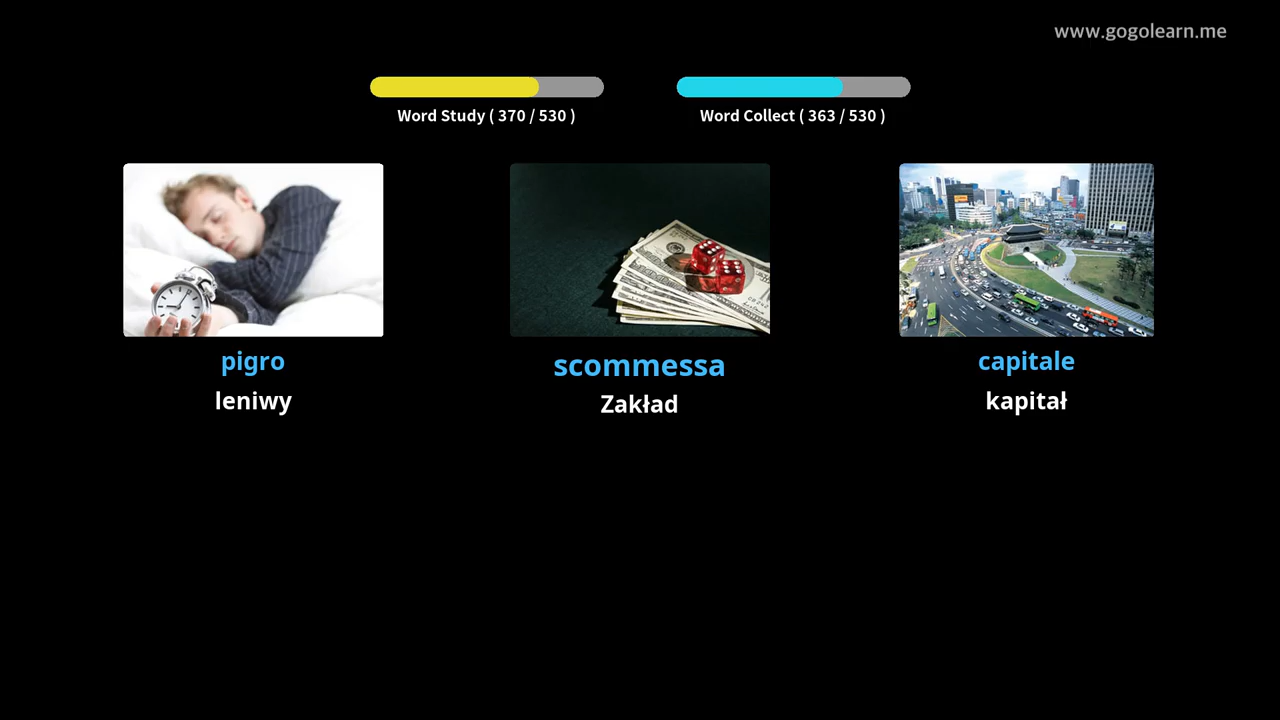 www.gogolearn.me
Word Study ( 370 / 530 )
Word Collect ( 363 / 530 )
pigro
leniwy
scommessa
Zakład
capitale
kapitał